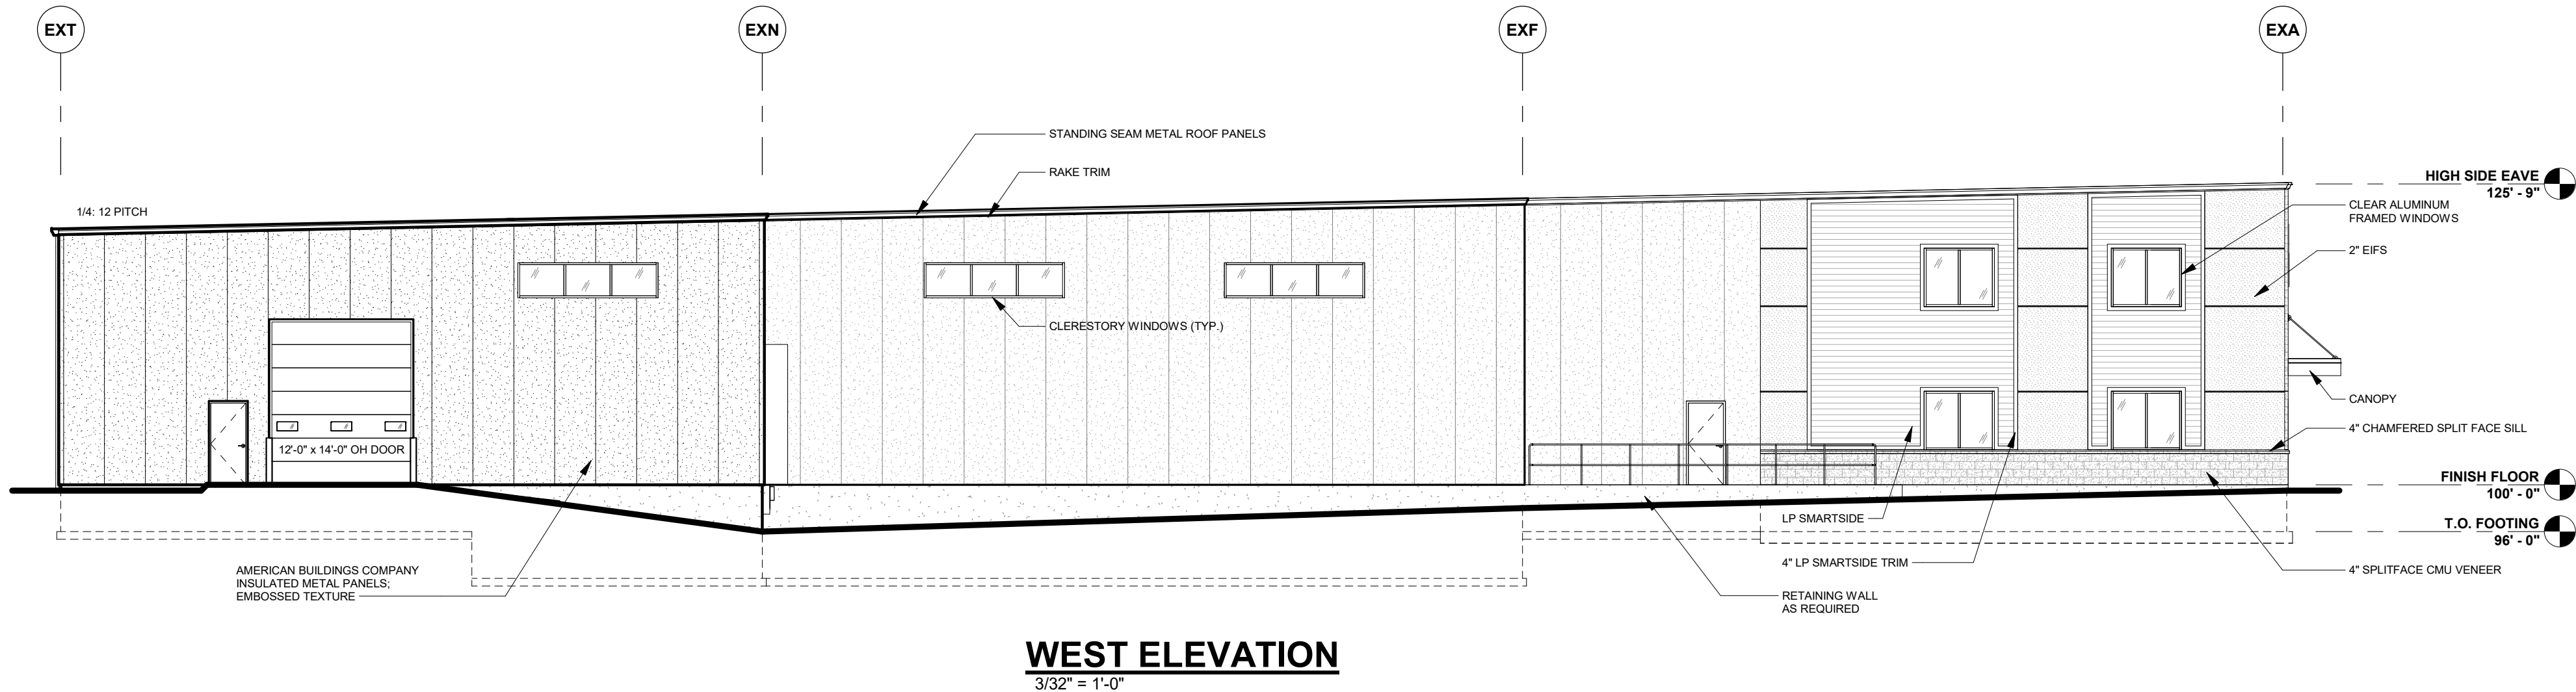 EXT
EXN
EXF
EXA
STANDING SEAM METAL ROOF PANELS
RAKE TRIM
HIGH SIDE EAVE
125' - 9"
1/4: 12 PITCH
CLEAR ALUMINUM
FRAMED WINDOWS
2" EIFS
CLERESTORY WINDOWS (TYP.)
CANOPY
4" CHAMFERED SPLIT FACE SILL
12'-0" x 14'-0" OH DOOR
FINISH FLOOR
100' - 0"
LP SMARTSIDE
T.O. FOOTING
96' - 0"
4" LP SMARTSIDE TRIM
4" SPLITFACE CMU VENEER
AMERICAN BUILDINGS COMPANY
INSULATED METAL PANELS;
EMBOSSED TEXTURE
RETAINING WALL
AS REQUIRED
WEST ELEVATION
3/32" = 1'-0"